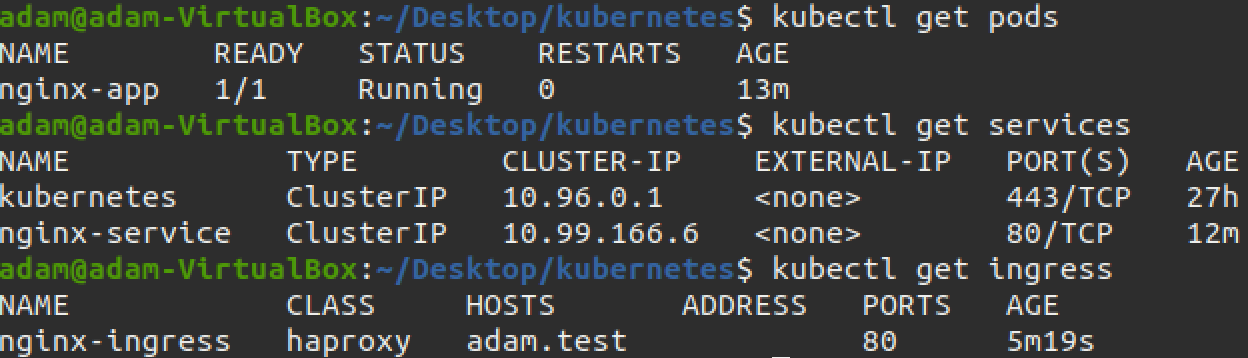 adam@adam-VirtualBox:~/Desktop/kubernetes$ kubectl get pods
NAME        READY   STATUS    RESTARTS   AGE
nginx-app   1/1     Running   0          13m
adam@adam-VirtualBox:~/Desktop/kubernetes$ kubectl get services
NAME            TYPE        CLUSTER-IP    EXTERNAL-IP   PORT(S)   AGE
kubernetes      ClusterIP   10.96.0.1     <none>        443/TCP   27h
nginx-service   ClusterIP   10.99.166.6   <none>        80/TCP    12m
adam@adam-VirtualBox:~/Desktop/kubernetes$ kubectl get ingress
NAME            CLASS     HOSTS       ADDRESS   PORTS   AGE
nginx-ingress   haproxy   adam.test             80      5m19s